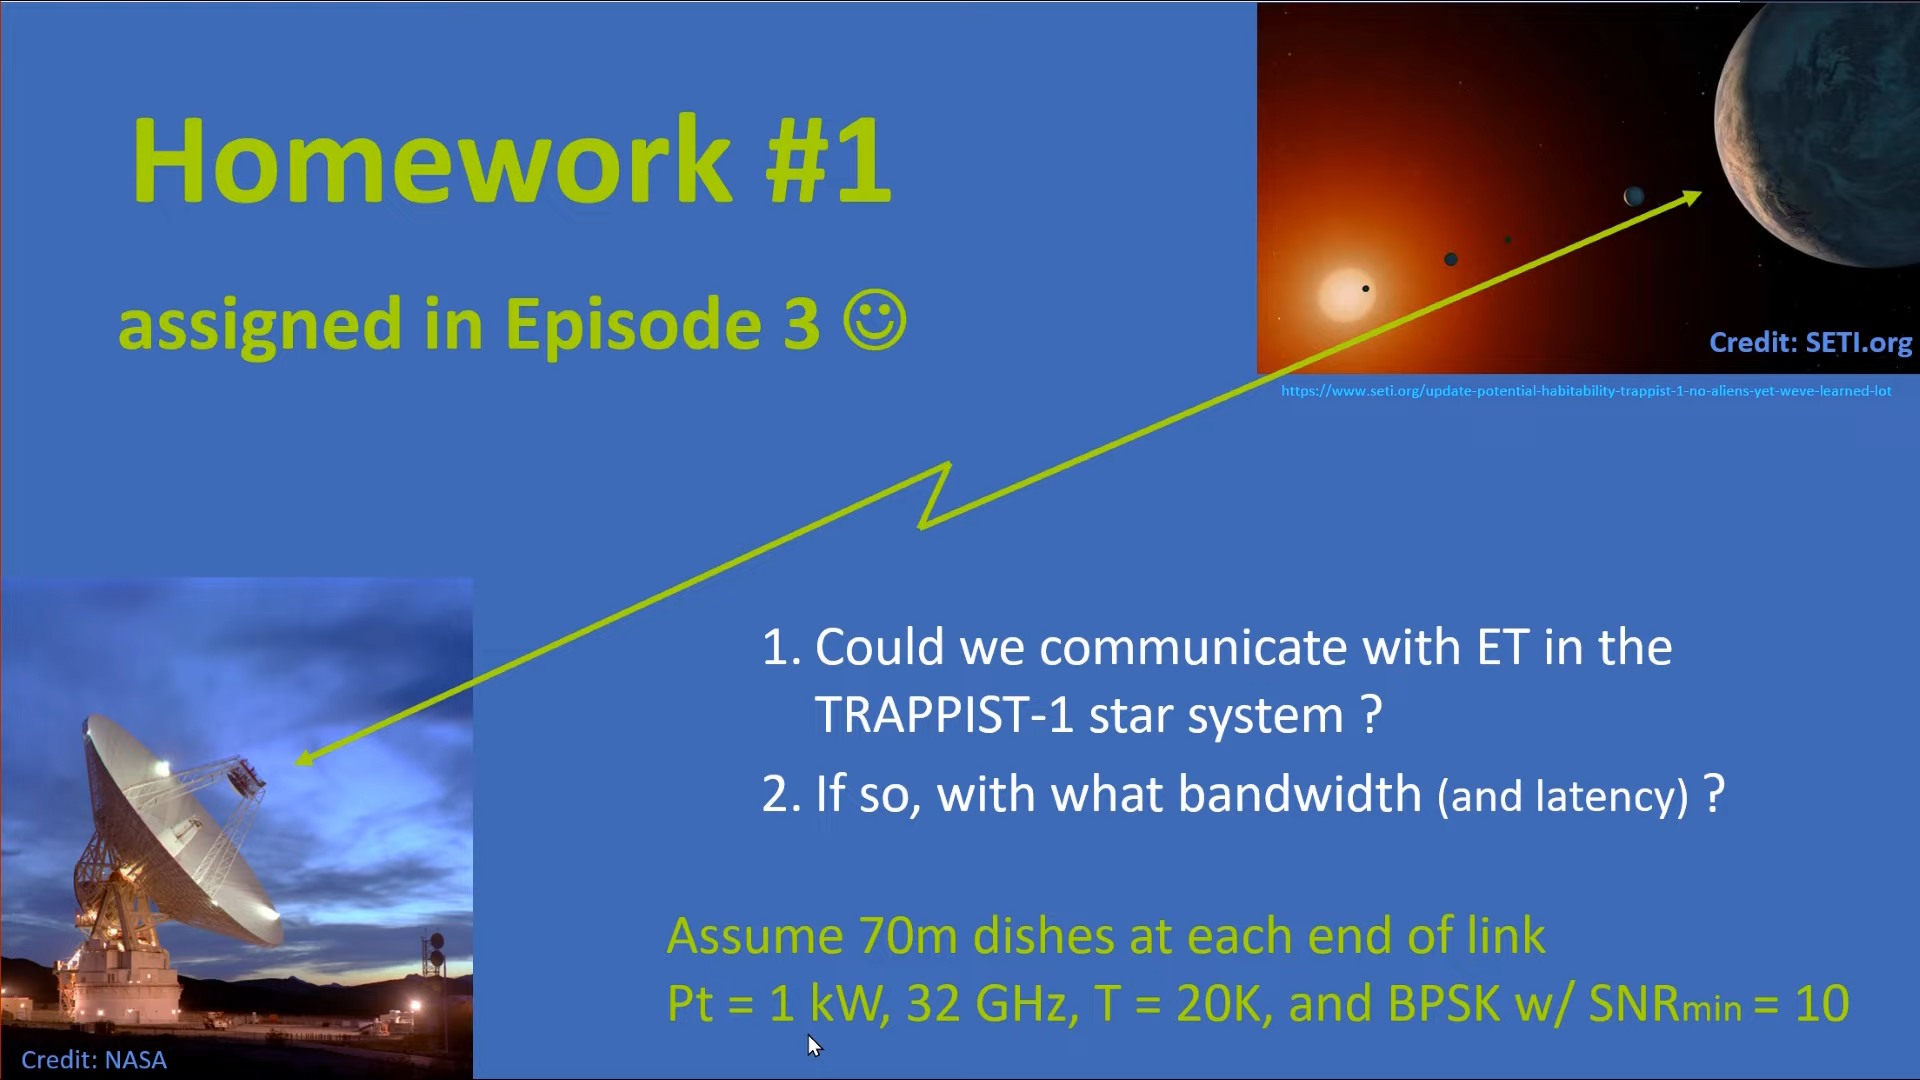 Homework #1
assigned in Episode 3 ☺
Credit: SETI.org
https://www.seti.org/update-potential-habitability-trappist-1-no-aliens-yet-weve-learned-lot
1. Could we communicate with ET in the
TRAPPIST-1 star system ?
2. If so, with what bandwidth (and latency) ?
Assume 70m dishes at each end of link
Pt = 1 kW, 32 GHz, T = 20K, and BPSK w/ SNRmin = 10
Credit: NASA